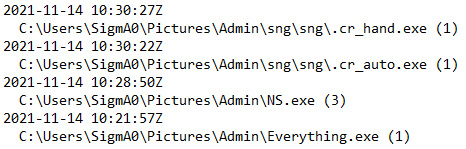 2021-11-14 10:30:27Z
C:\Users\SigmA0\Pictures\Admin\sng\sng\.cr_hand.exe (1)
2021-11-14 10:30:22Z
C:\Users\SigmA0\Pictures\Admin\sng\sng\.cr_auto.exe (1)
2021-11-14 10:28:50Z
C:\Users\SigmA0\Pictures\Admin\NS.exe (3)
2021-11-14 10:21:57Z
C:\Users\SigmA0\Pictures\Admin\Everything.exe (1)